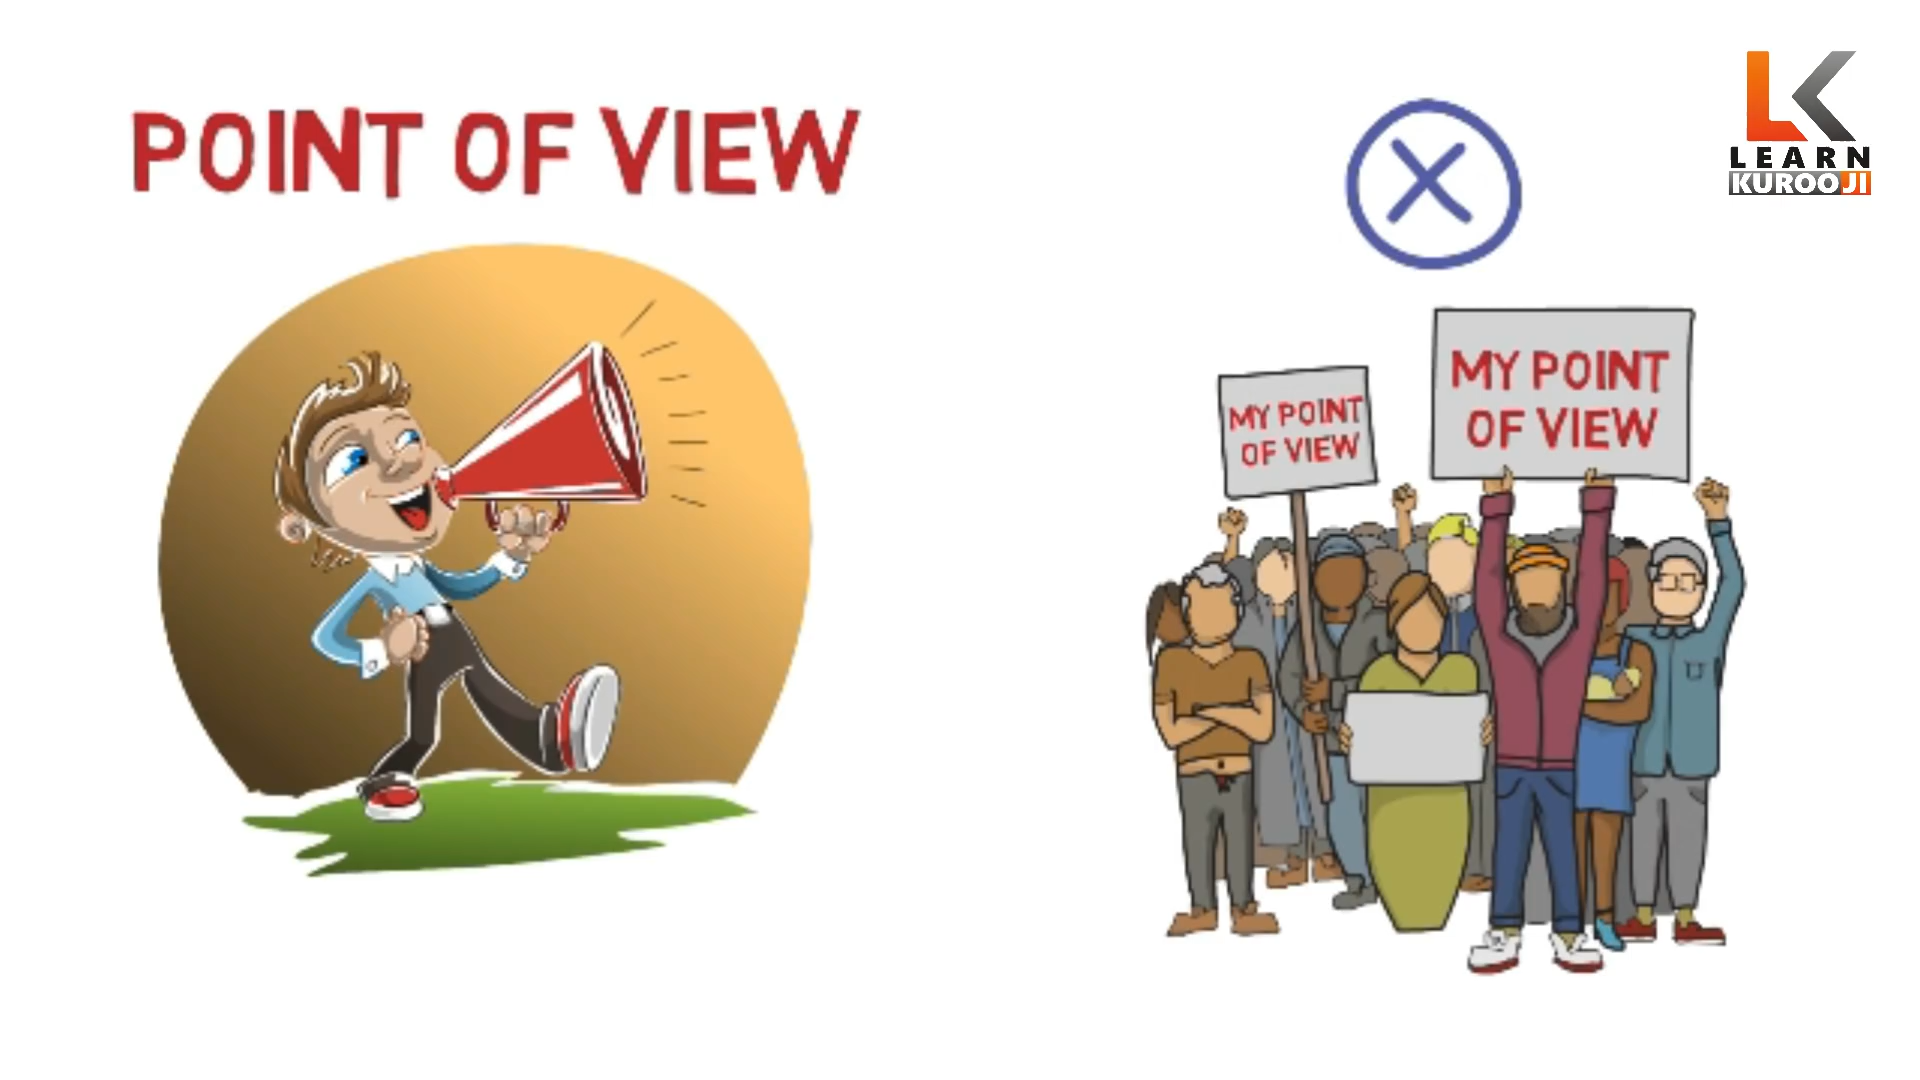 POINT OF VIEW
LEARN
KUROOJI
MY POINT
OF VIEW
MY POINT
OF VIEW